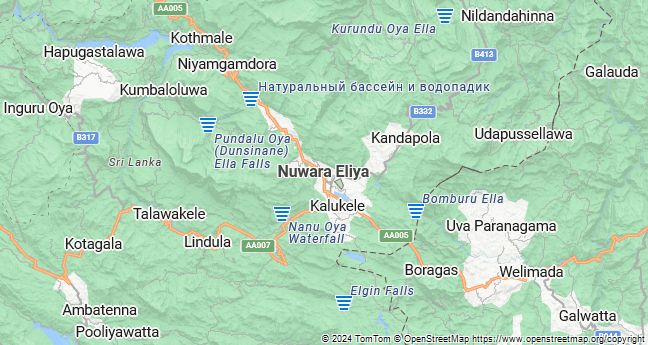 AA005
Nildandahinna
Kurundu Oya Ella
Kothmale
Hapugastalawa
B413
Niyamgamdora
Galauda
Kumbaloluwa
Натуральный бассейн и водопадик
Inguru Oya
B332
B317
Pundalu Oya
(Dunsinane)
Ella Falls
Kandapola
Udapussellawa
Sri Lanka
Nuwara Eliya
Bomburu Ella
Talawakele
Kalukele
Nanu Oya
Waterfall
Uva Paranagama
Kotagala
Lindula
AA007
AA005
Boragas
Welimada
Elgin Falls
Ambatenna
Galwatta
Pooliyawatta
B044
© 2024 TomTom © OpenStreetMap https://www.openstreetmap.org/copyright